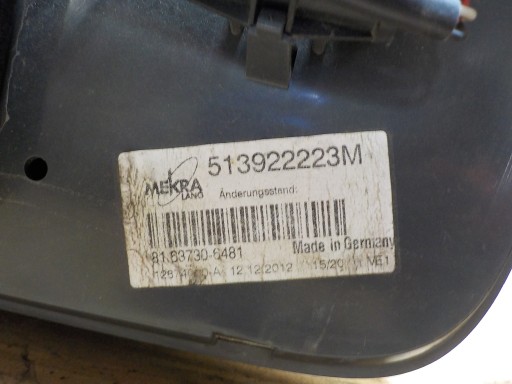 513922223M
MEKRA
LANG
Änderungsstand:
81.63730-6481
Made in Germany
12.12.2012